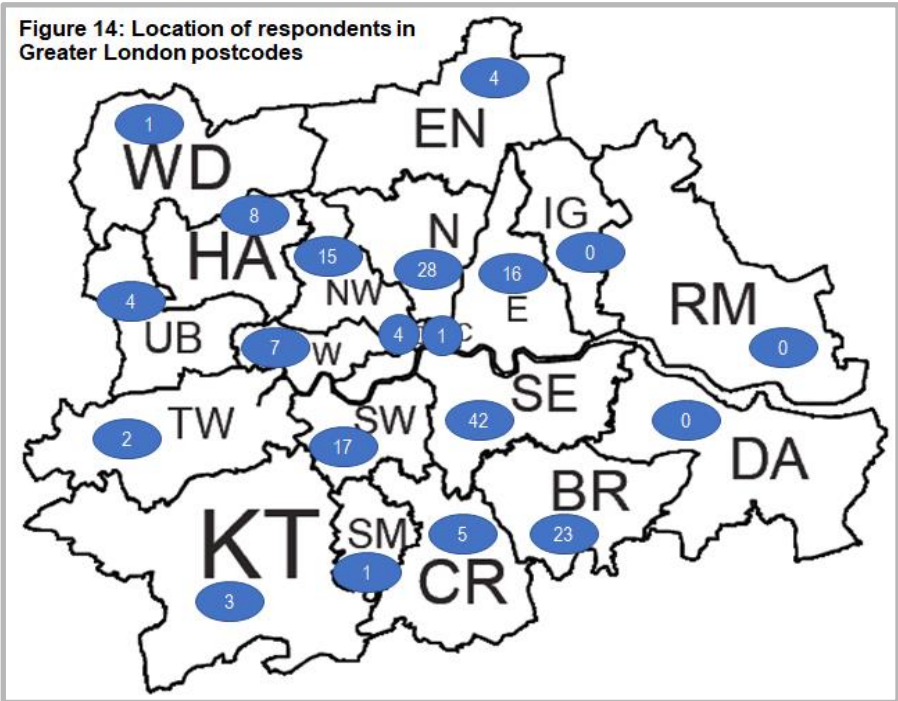 Figure 14: Location of respondents in
Greater London postcodes
4
EN
1
WD
8
HA
N
IG
15
28
16
0
NW
E
RM
4
UB
7
W
4
1
C
0
TW
2
SW
17
SE
42
0
DA
BR
23
KT
3
SM
1
5
CR